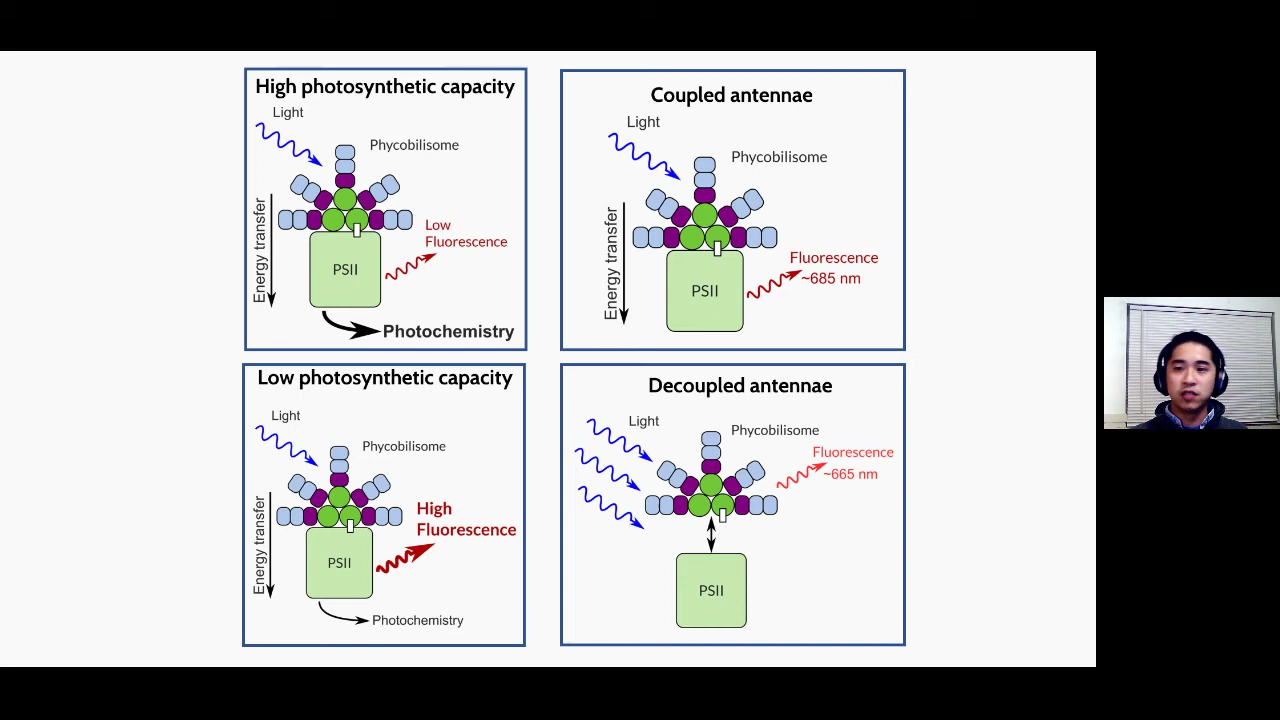 High photosynthetic capacity
Light
Phycobilisome
Energy transfer
Low
Fluorescence
PSII
Photochemistry
Coupled antennae
Light
Phycobilisome
Energy transfer
Fluorescence
~685 nm
PSII
Low photosynthetic capacity
Light
Phycobilisome
Energy transfer
High
Fluorescence
PSII
Photochemistry
Decoupled antennae
Light
Phycobilisome
Fluorescence
~665 nm
PSII